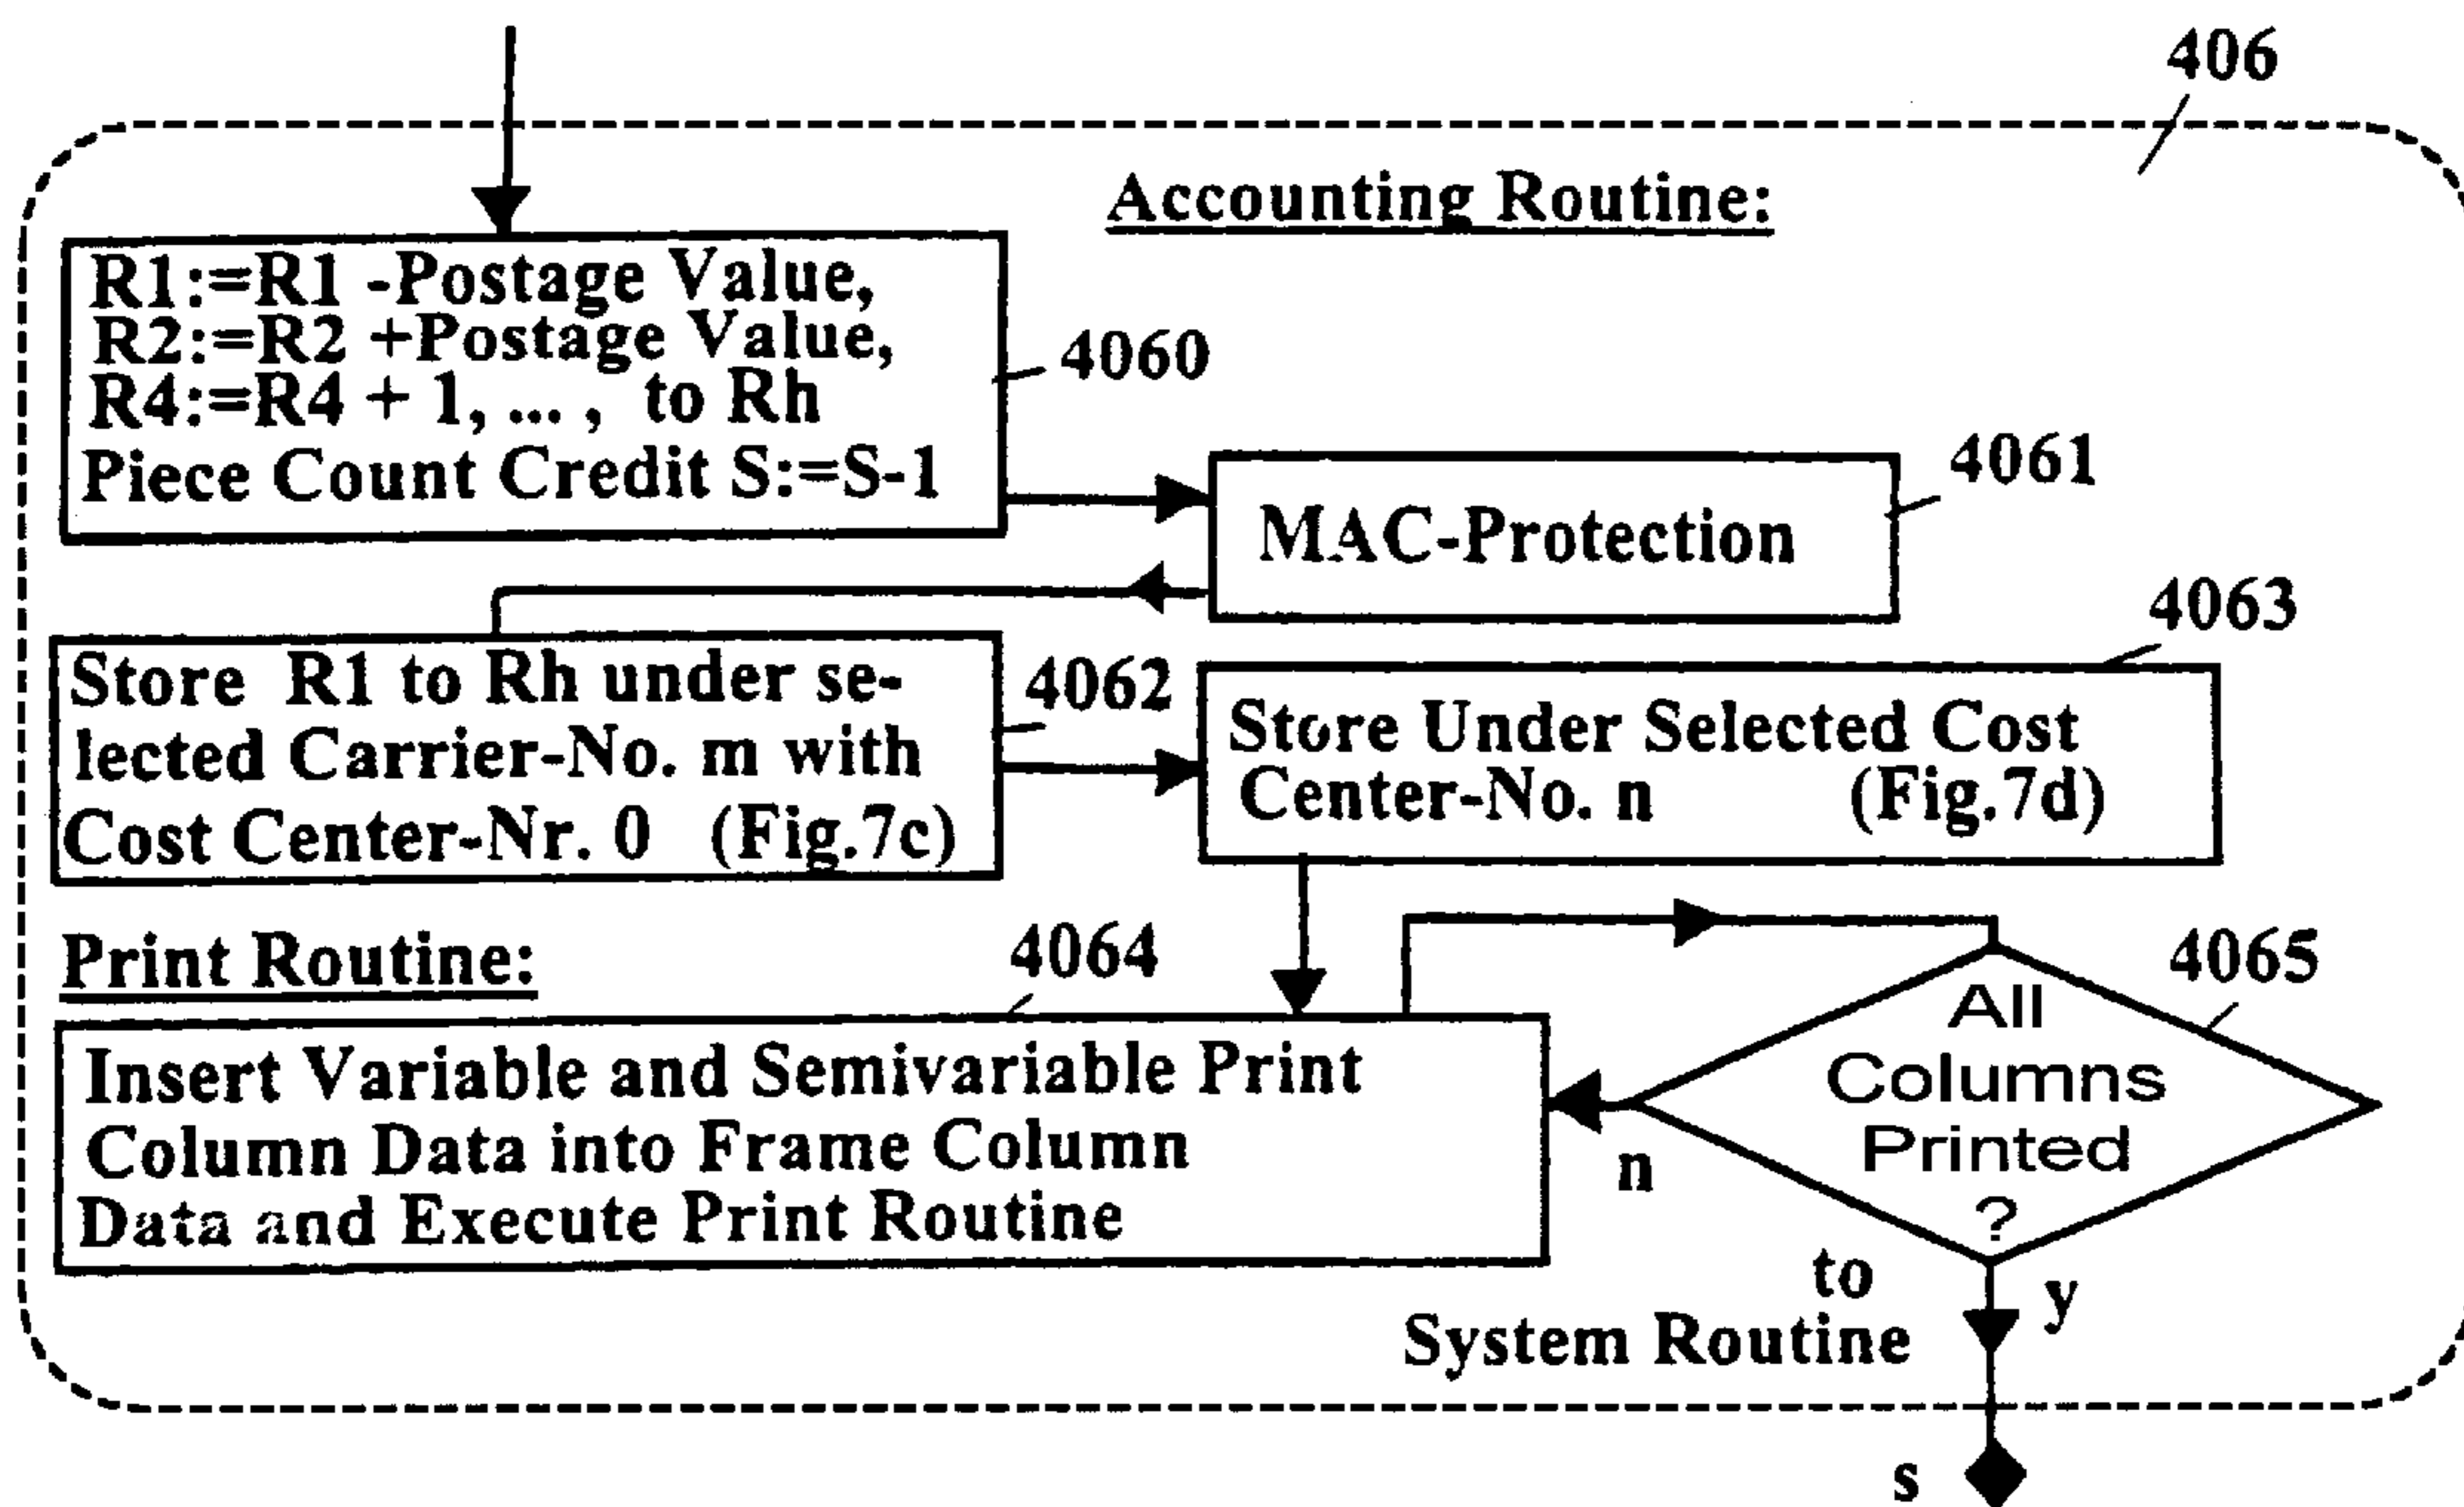 406
Accounting Routine:
R1:=R1 -Postage Value,
R2:=R2 +Postage Value,
R4:=R4 + 1, ... , to Rh
Piece Count Credit S:=S-1
4060
4061
MAC-Protection
4063
Store R1 to Rh under se-
lected Carrier-No. m with
Cost Center-Nr. 0 (Fig.7c)
4062
Store Under Selected Cost
Center-No. n (Fig.7d)
Print Routine:
4064
4065
Insert Variable and Semivariable Print
Column Data into Frame Column
Data and Execute Print Routine
All
Columns
Printed
?
n
to
System Routine
y
s